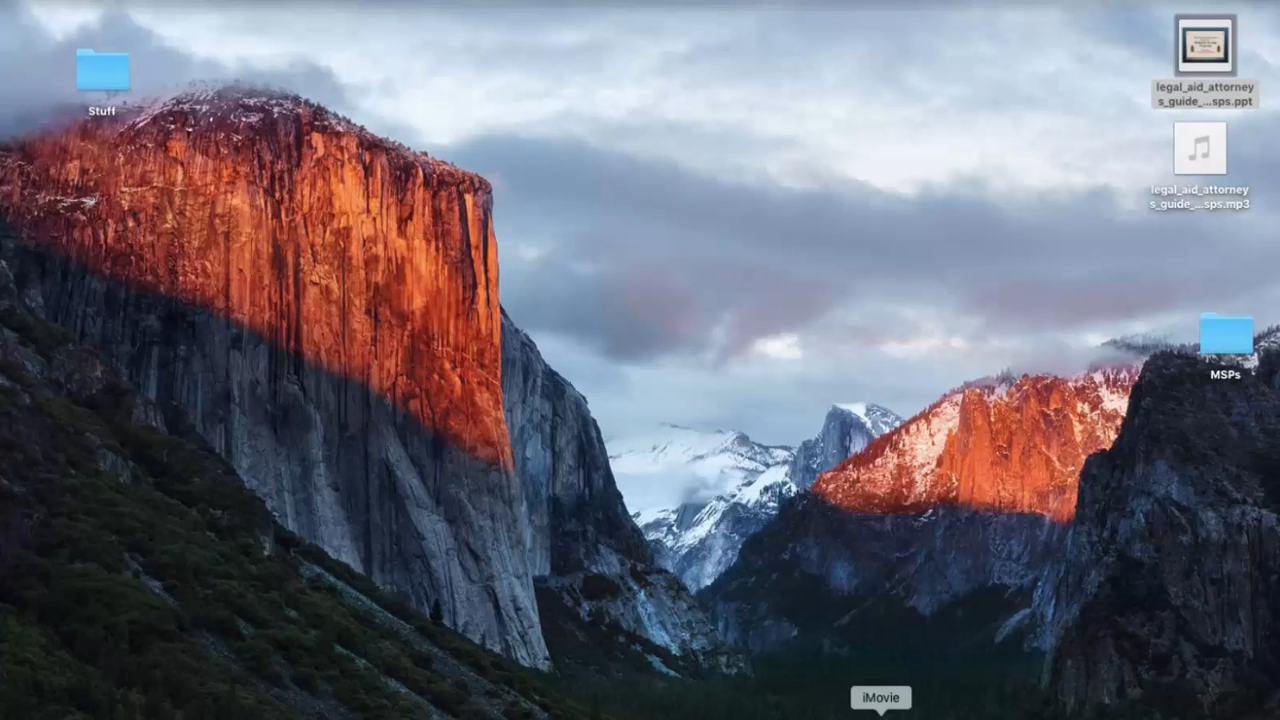 Stuff
legal_aid_attorney
s_guide_...sps.ppt
legal_aid_attorney
s_guide_...sps.mp3
MSPs
iMovie